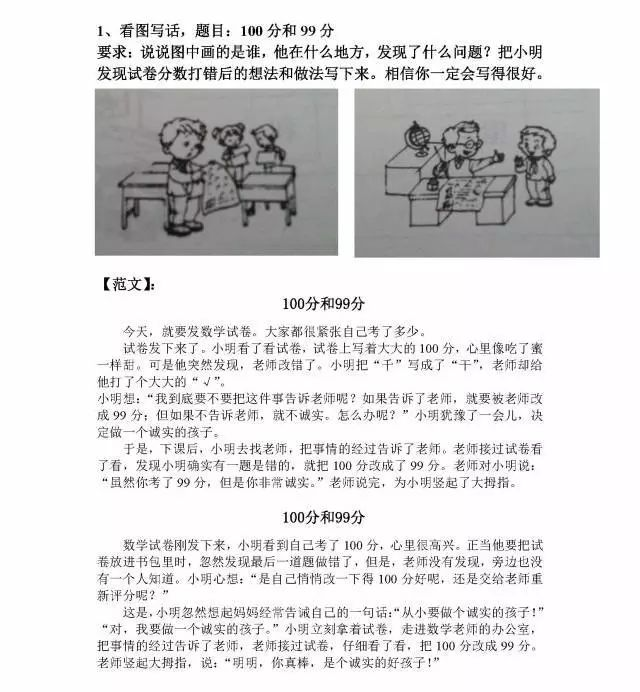 1、看图写话，题目：100 分和 99 分
要求：说说图中画的是谁，他在什么地方，发现了什么问题？把小明
发现试卷分数打错后的想法和做法写下来。相信你一定会写得很好。
【范文】：
100分和99分
今天，就要发数学试卷。大家都很紧张自己考了多少。
试卷发下来了。小明看了看试卷，试卷上写着大大的 100 分，心里像吃了蜜
一样甜。可是他突然发现，老师改错了。小明把“千”写成了“干”，老师却给
他打了个大大的“√”。
小明想：“我到底要不要把这件事告诉老师呢？如果告诉了老师，就要被老师改
成 99 分；但如果不告诉老师，就不诚实。怎么办呢？”小明犹豫了一会儿，决
定做一个诚实的孩子。
于是，下课后，小明去找老师，把事情的经过告诉了老师。老师接过试卷看
了看，发现小明确实有一题是错的，就把 100 分改成了 99 分。老师对小明说：
“虽然你考了 99 分，但是你非常诚实。”老师说完，为小明竖起了大拇指。
100分和99分
数学试卷刚发下来，小明看到自己考了 100 分，心里很高兴。正当他要把试
卷放进书包里时，忽然发现最后一道题做错了，但是，老师没有发现，旁边也没
有一个人知道。小明心想：“是自己悄悄改一下得 100 分好呢，还是交给老师重
新评分呢？”
这是，小明忽然想起妈妈经常告诫自己的一句话：“从小要做个诚实的孩子！”
“对，我要做一个诚实的孩子。”小明立刻拿着试卷，走进数学老师的办公室，
把事情的经过告诉了老师，老师接过试卷，仔细看了看，把 100 分改成 99 分。
老师竖起大拇指，说：“明明，你真棒，是个诚实的好孩子！”